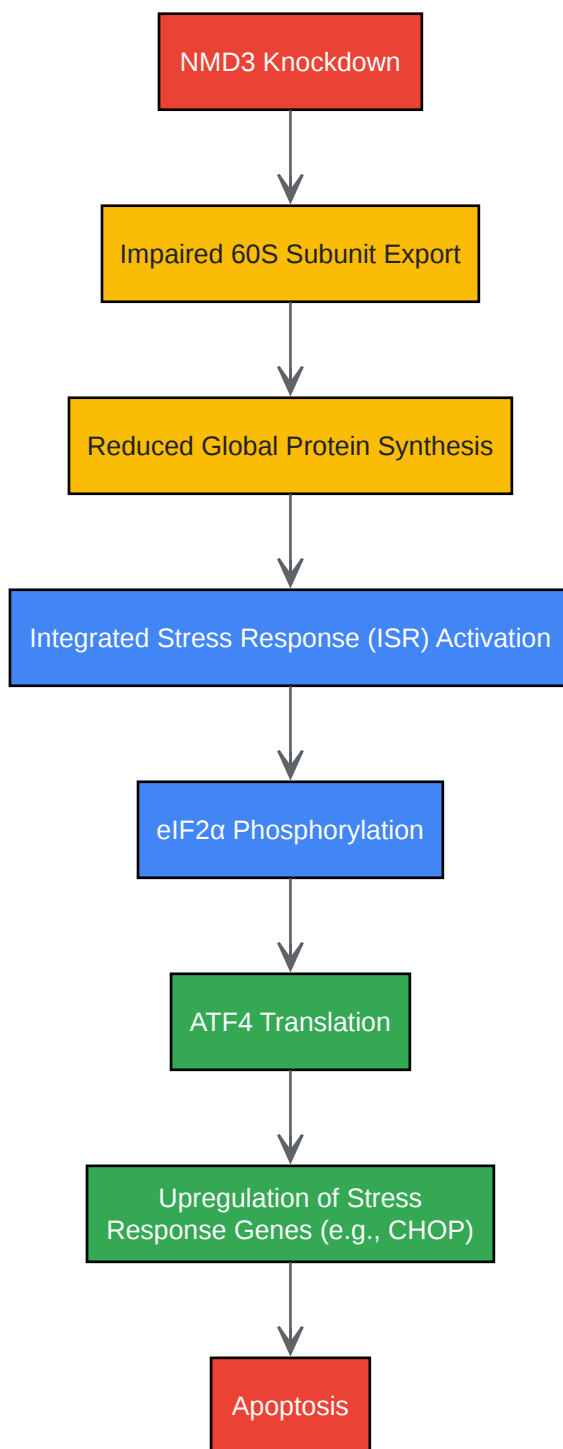 NMD3 Knockdown
Impaired 60S Subunit Export
Reduced Global Protein Synthesis
Integrated Stress Response (ISR) Activation
eIF2α Phosphorylation
ATF4 Translation
Upregulation of Stress
Response Genes (e.g., CHOP)
Apoptosis